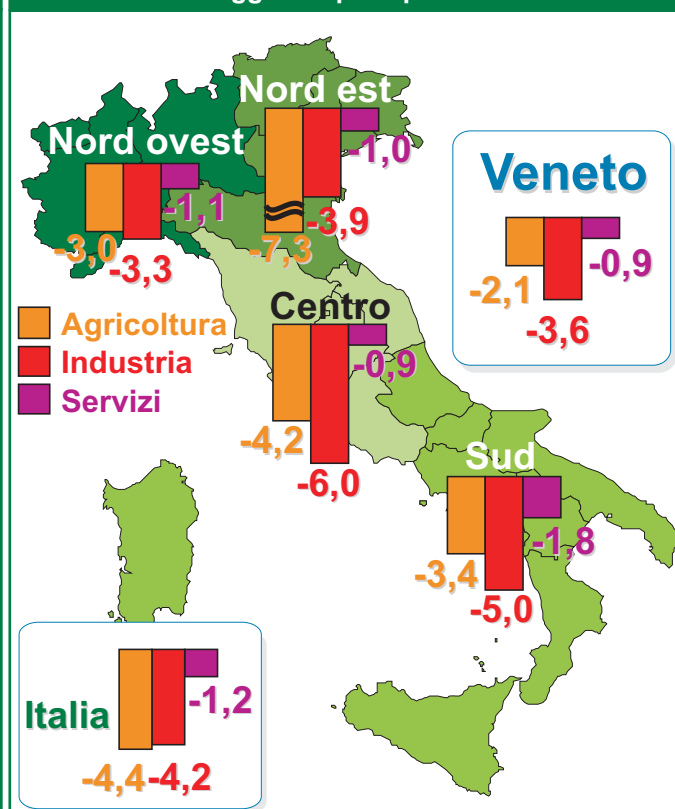 Nord est
-7,3
-3,9
-1,0
Nord ovest
-3,0
-3,3
-1,1
Veneto
-2,1
-3,6
-0,9
Agricoltura
Industria
Servizi
Centro
-4,2
-6,0
-0,9
Sud
-3,4
-5,0
-1,8
Italia
-4,4
-4,2
-1,2